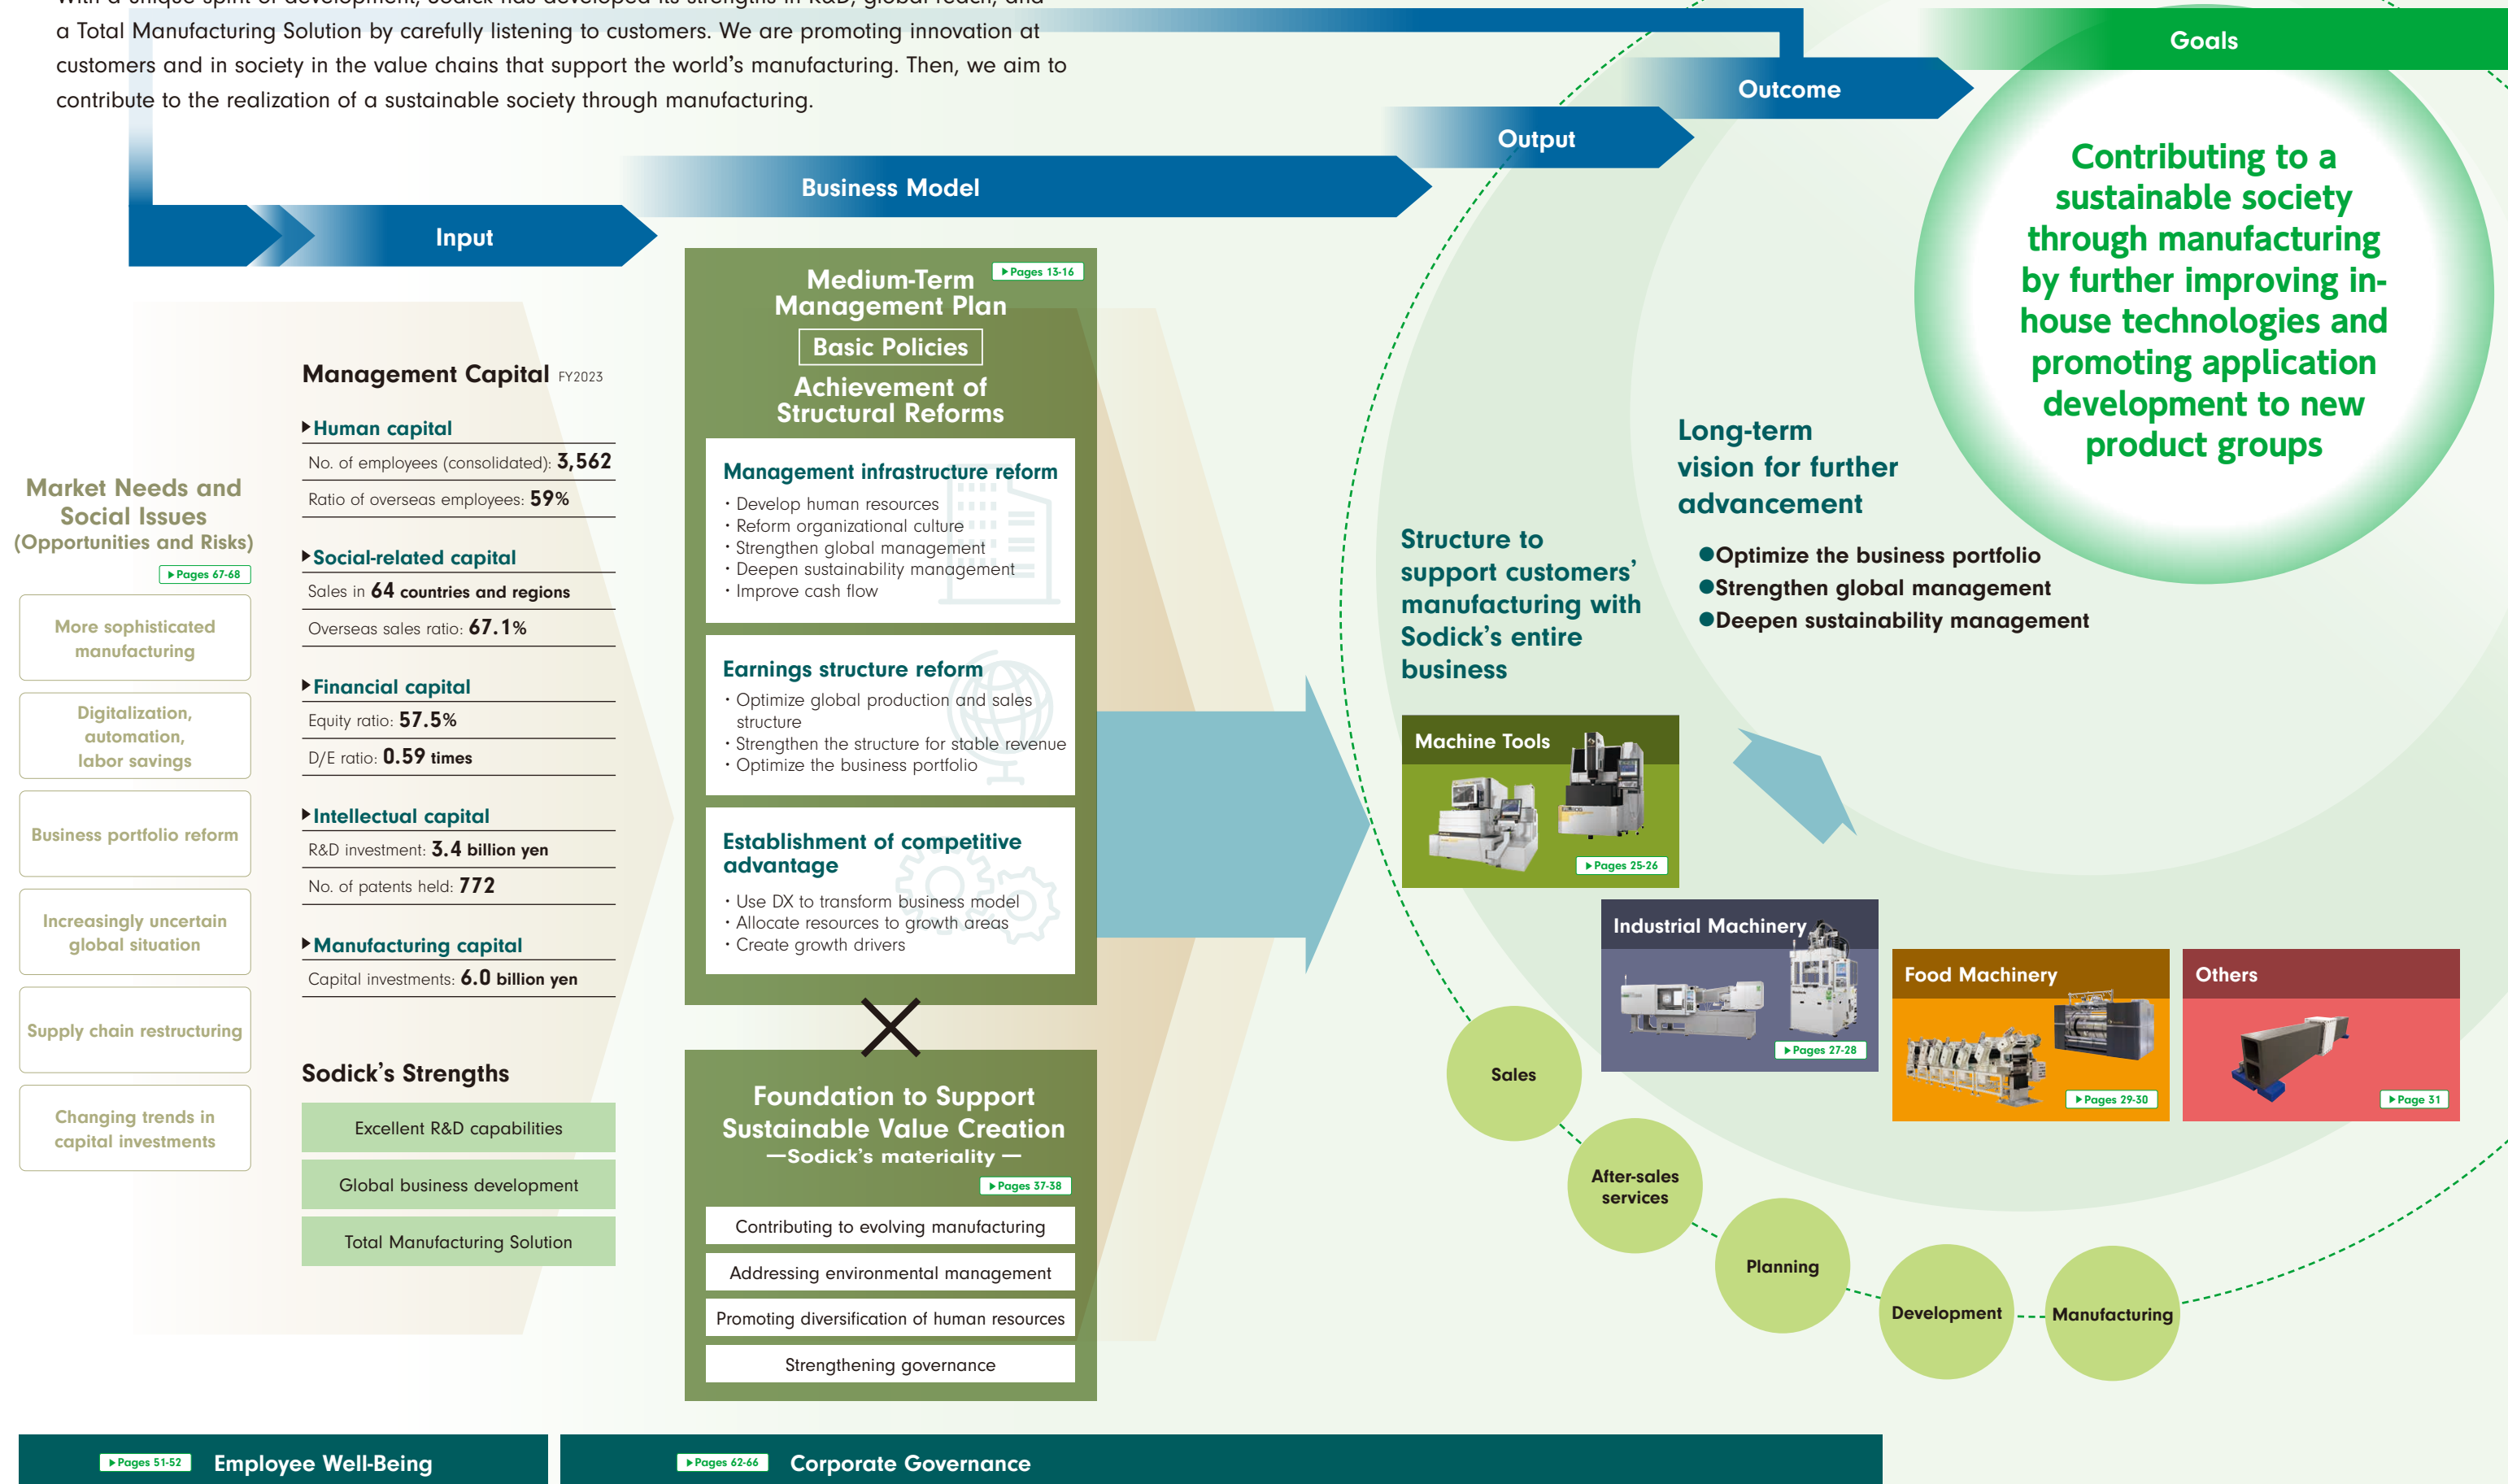 With a unique spirit of development, Sodick has developed its strengths in R&D, global reach, and
a Total Manufacturing Solution by carefully listening to customers. We are promoting innovation at
customers and in society in the value chains that support the world's manufacturing. Then, we aim to
contribute to the realization of a sustainable society through manufacturing.
Input
Business Model
Output
Outcome
Goals
Market Needs and
Social Issues
(Opportunities and Risks)
Pages 67-68
More sophisticated
manufacturing
Digitalization,
automation,
labor savings
Business portfolio reform
Increasingly uncertain
global situation
Supply chain restructuring
Changing trends in
capital investments
Management Capital FY2023
Human capital
No. of employees (consolidated): 3,562
Ratio of overseas employees: 59%
Social-related capital
Sales in 64 countries and regions
Overseas sales ratio: 67.1%
Financial capital
Equity ratio: 57.5%
D/E ratio: 0.59 times
Intellectual capital
R&D investment: 3.4 billion yen
No. of patents held: 772
Manufacturing capital
Capital investments: 6.0 billion yen
Sodick's Strengths
Excellent R&D capabilities
Global business development
Total Manufacturing Solution
Medium-Term
Management Plan
Pages 13-16
Basic Policies
Achievement of
Structural Reforms
Management infrastructure reform
・Develop human resources
・Reform organizational culture
・Strengthen global management
・Deepen sustainability management
・Improve cash flow
Earnings structure reform
・Optimize global production and sales
structure
・Strengthen the structure for stable revenue
・Optimize the business portfolio
Establishment of competitive
advantage
・Use DX to transform business model
・Allocate resources to growth areas
・Create growth drivers
Foundation to Support
Sustainable Value Creation
—Sodick's materiality —
Pages 37-38
Contributing to evolving manufacturing
Addressing environmental management
Promoting diversification of human resources
Strengthening governance
Structure to
support customers'
manufacturing with
Sodick's entire
business
Machine Tools
Pages 25-26
Industrial Machinery
Pages 27-28
Food Machinery
Pages 29-30
Others
Page 31
Sales
After-sales
services
Planning
Development
Manufacturing
Long-term
vision for further
advancement
●Optimize the business portfolio
●Strengthen global management
●Deepen sustainability management
Contributing to a
sustainable society
through manufacturing
by further improving in-
house technologies and
promoting application
development to new
product groups
Pages 51-52 Employee Well-Being
Pages 62-66 Corporate Governance